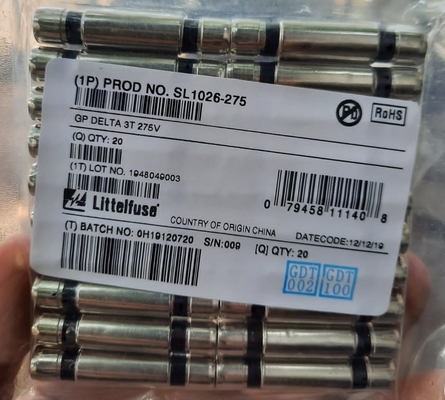 (1P) PROD NO. SL1026-275
Pb
RoHS
GP DELTA 3T 275V
(Q) QTY: 20
(1T) LOT NO. 1948049003
Littelfuse
0 79458 11140 8
COUNTRY OF ORIGIN CHINA
DATECODE:12/12/19
(T) BATCH NO: 0H19120720 S/N:009 [Q] QTY: 20
GDT 002
GDT 100